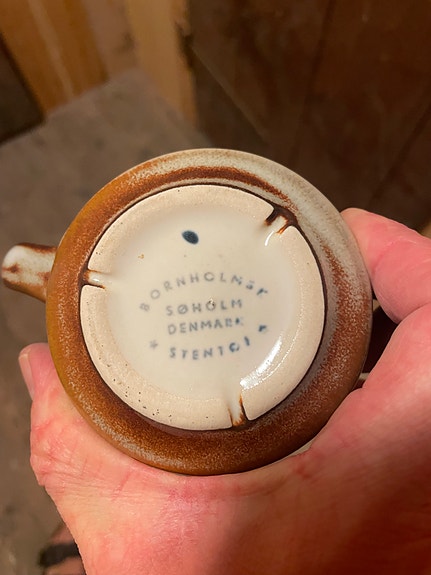 BORNHOLMSK
SØHOLM
DENMARK
* STENTØJ *